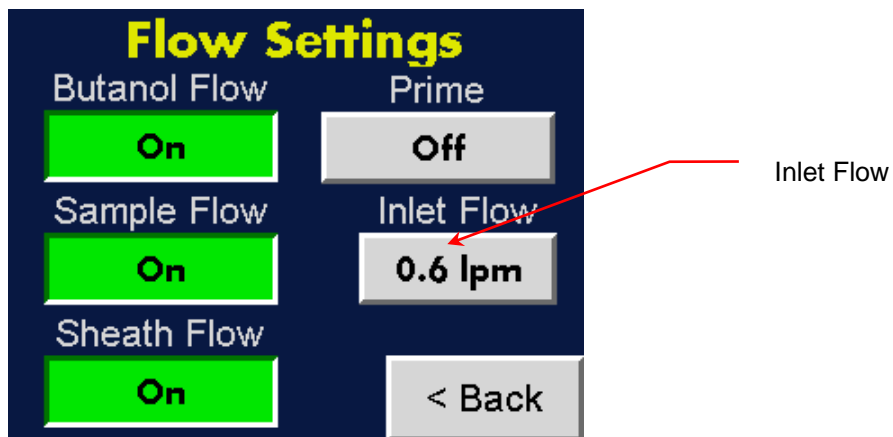 Flow Settings
Butanol Flow
Prime
On
Off
Inlet Flow
Sample Flow
Inlet Flow
On
0.6 lpm
Sheath Flow
On
< Back